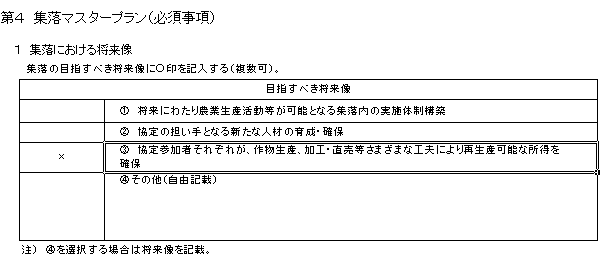 第４　集落マスタープラン（必須事項）
１　集落における将来像
集落の目指すべき将来像に○印を記入する（複数可）。
目指すべき将来像
①　将来にわたり農業生産活動等が可能となる集落内の実施体制構築
②　協定の担い手となる新たな人材の育成・確保
×　③　協定参加者それぞれが、作物生産、加工・直売等さまざまな工夫により再生産可能な所得を
確保
④その他（自由記載）
注）　④を選択する場合は将来像を記載。